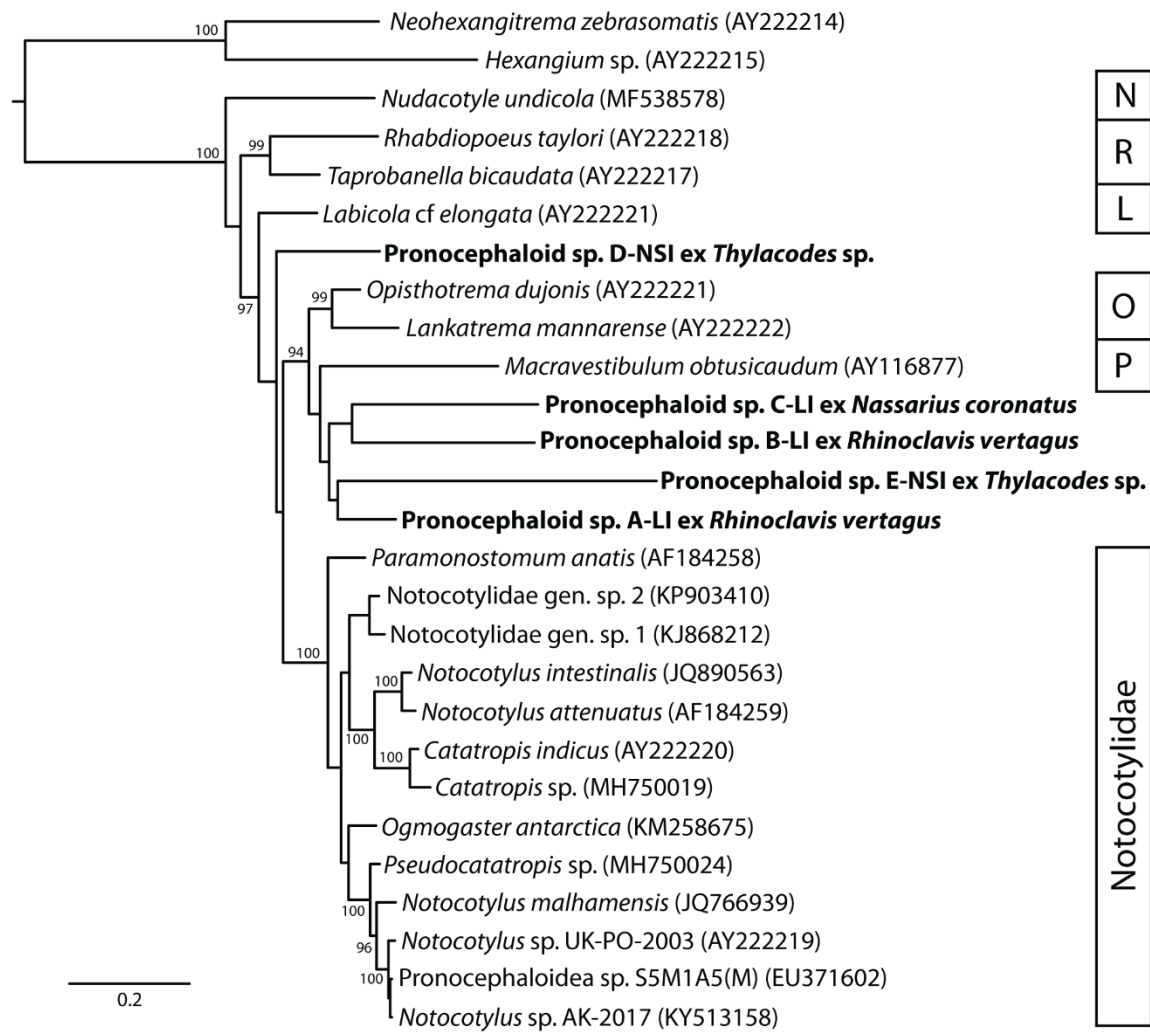 100
Neohexangitrema zebrasomatis (AY222214)
Hexangium sp. (AY222215)
Nudacotyle undicola (MF538578)
N
100
99
Rhabdiopoeus taylori (AY222218)
R
Taprobanella bicaudata (AY222217)
Labicola cf elongata (AY222221)
L
97
Pronocephaloid sp. D-NSI ex Thylacodes sp.
99
Opisthotrema dujonis (AY222221)
O
Lankatrema mannarense (AY222222)
94
Macravestibulum obtusicaudum (AY116877)
P
Pronocephaloid sp. C-LI ex Nassarius coronatus
Pronocephaloid sp. B-LI ex Rhinoclavis vertagus
Pronocephaloid sp. E-NSI ex Thylacodes sp.
Pronocephaloid sp. A-LI ex Rhinoclavis vertagus
100
Paramonostomum anatis (AF184258)
Notocotylidae gen. sp. 2 (KP903410)
Notocotylidae gen. sp. 1 (KJ868212)
100
Notocotylus intestinalis (JQ890563)
Notocotylus attenuatus (AF184259)
100
100
Catatropis indicus (AY222220)
Catatropis sp. (MH750019)
Notocotylidae
Ogmogaster antarctica (KM258675)
Pseudocatatropis sp. (MH750024)
100
Notocotylus malhamensis (JQ766939)
96
Notocotylus sp. UK-PO-2003 (AY222219)
100
Pronocephaloidea sp. S5M1A5(M) (EU371602)
Notocotylus sp. AK-2017 (KY513158)
0.2